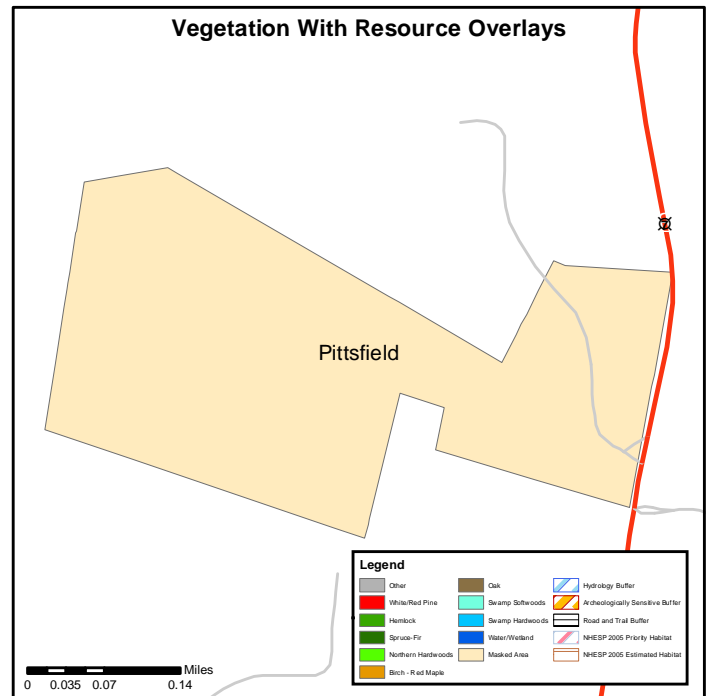 Vegetation With Resource Overlays
7
Pittsfield
Legend
Other
White/Red Pine
Hemlock
Spruce-Fir
Northern Hardwoods
Birch - Red Maple
Oak
Swamp Softwoods
Swamp Hardwoods
Water/Wetland
Masked Area
Hydrology Buffer
Archeologically Sensitive Buffer
Road and Trail Buffer
NHESP 2005 Priority Habitat
NHESP 2005 Estimated Habitat
Miles
0 0.035 0.07 0.14